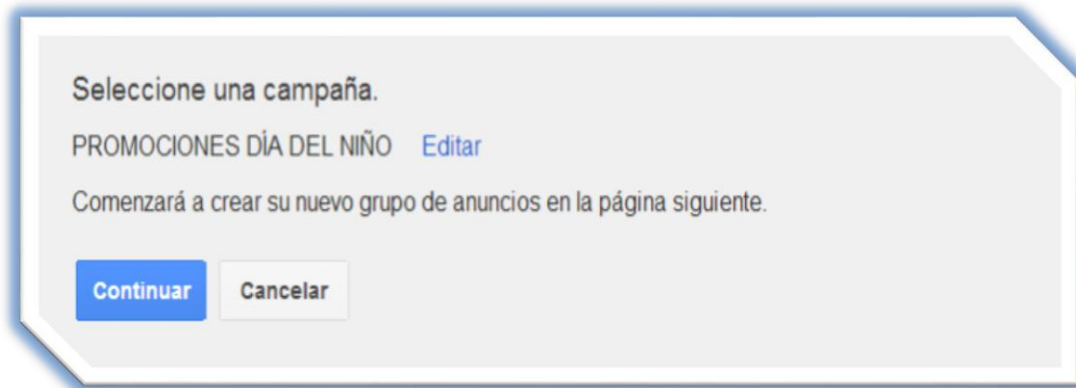 Seleccione una campaña.
PROMOCIONES DÍA DEL NIÑO Editar
Comenzará a crear su nuevo grupo de anuncios en la página siguiente.
Continuar Cancelar